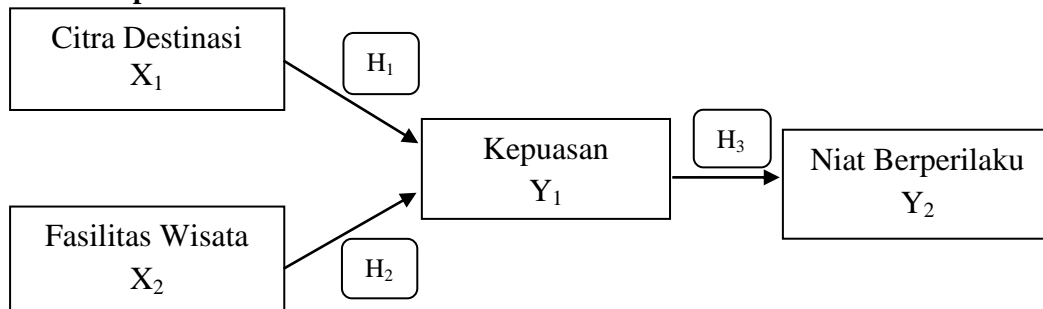 Citra Destinasi
X₁
H₁
Kepuasan
Y₁
H₃
Niat Berperilaku
Y₂
Fasilitas Wisata
X₂
H₂